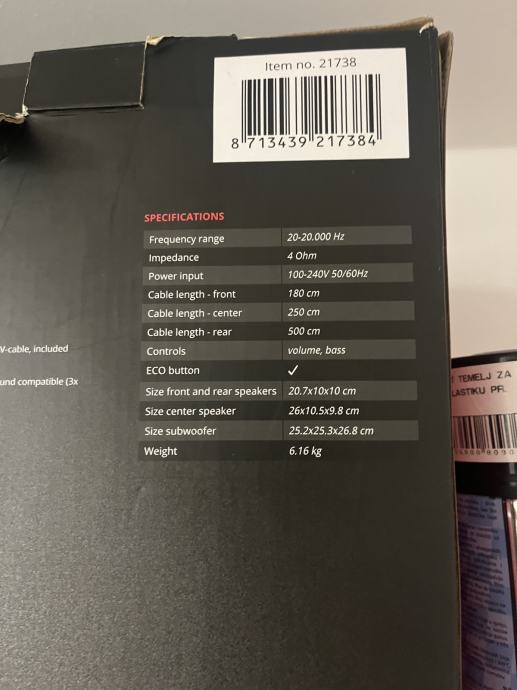 Item no. 21738
8 713439 217384
SPECIFICATIONS
Frequency range 20-20.000 Hz
Impedance 4 Ohm
Power input 100-240V 50/60Hz
Cable length - front 180 cm
Cable length - center 250 cm
Cable length - rear 500 cm
Controls volume, bass
ECO button ✓
Size front and rear speakers 20.7x10x10 cm
Size center speaker 26x10.5x9.8 cm
Size subwoofer 25.2x25.3x26.8 cm
Weight 6.16 kg
V-cable, included
und compatible (3x
TEMELJ ZA
LASTIKU PR.